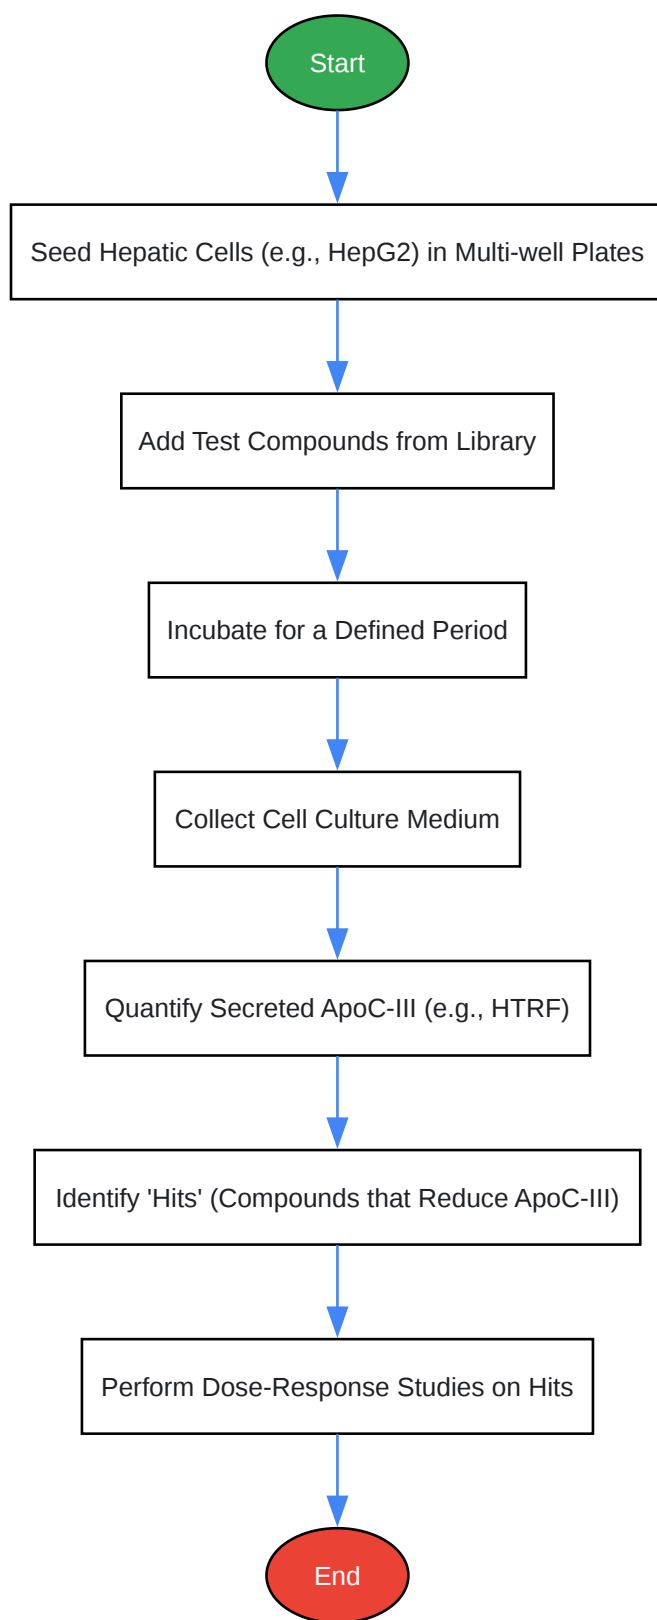 Start
Seed Hepatic Cells (e.g., HepG2) in Multi-well Plates
Add Test Compounds from Library
Incubate for a Defined Period
Collect Cell Culture Medium
Quantify Secreted ApoC-III (e.g., HTRF)
Identify 'Hits' (Compounds that Reduce ApoC-III)
Perform Dose-Response Studies on Hits
End